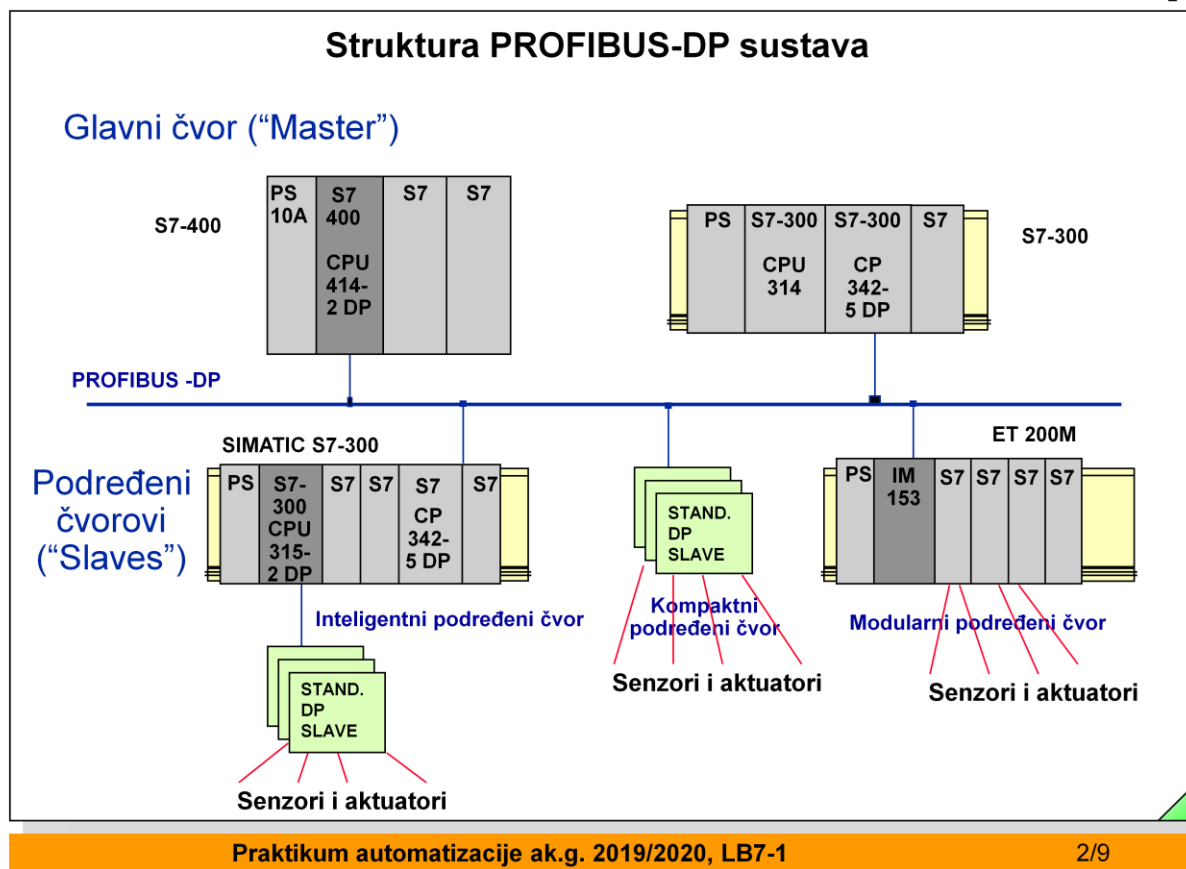 Struktura PROFIBUS-DP sustava
Glavni čvor (“Master”)
S7-400
PS
10A
S7
400
CPU
414-
2 DP
S7
S7
PS
S7-300
CPU
314
S7-300
CP
342-
5 DP
S7
S7-300
PROFIBUS -DP
SIMATIC S7-300
Podređeni
čvorovi
(“Slaves”)
PS
S7-
300
CPU
315-
2 DP
S7
S7
S7
CP
342-
5 DP
S7
Inteligentni podređeni čvor
STAND.
DP
SLAVE
Senzori i aktuatori
STAND.
DP
SLAVE
Kompaktni
podređeni čvor
Senzori i aktuatori
ET 200M
PS
IM
153
S7
S7
S7
S7
Modularni podređeni čvor
Senzori i aktuatori
Praktikum automatizacije ak.g. 2019/2020, LB7-1
2/9